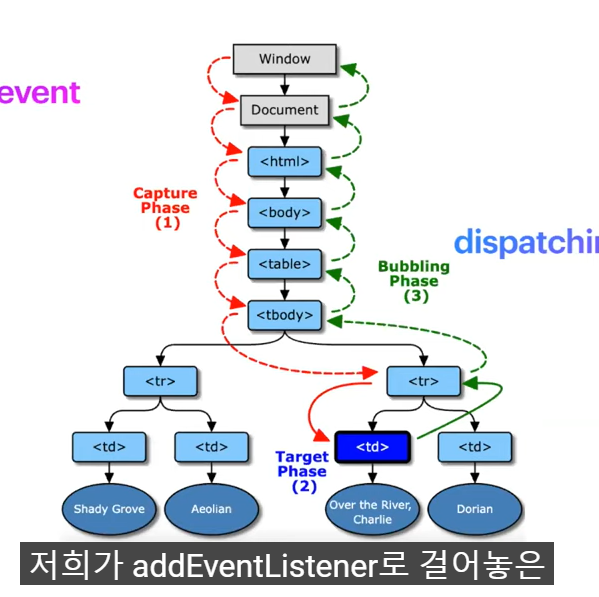 Window
event
Document
<html>
Capture
Phase
(1)
<body>
dispatchin
<table>
Bubbling
Phase
(3)
<tbody>
<tr>
<tr>
<td>
<td>
<td>
<td>
Target
Phase
(2)
Shady Grove
Aeolian
Over the River,
Charlie
Dorian
저희가 addEventListener로 걸어놓은